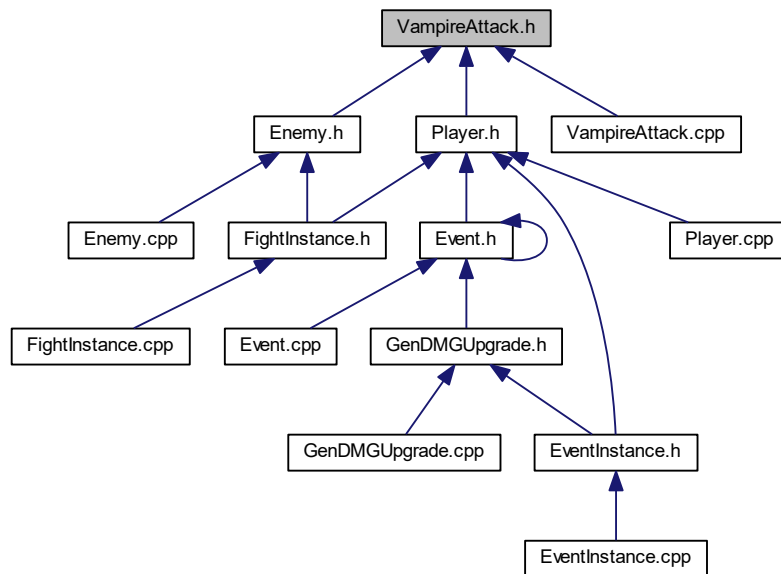 VampireAttack.h
Enemy.h
Player.h
VampireAttack.cpp
Enemy.cpp
FightInstance.h
Event.h
Player.cpp
FightInstance.cpp
Event.cpp
GenDMGUpgrade.h
GenDMGUpgrade.cpp
EventInstance.h
EventInstance.cpp